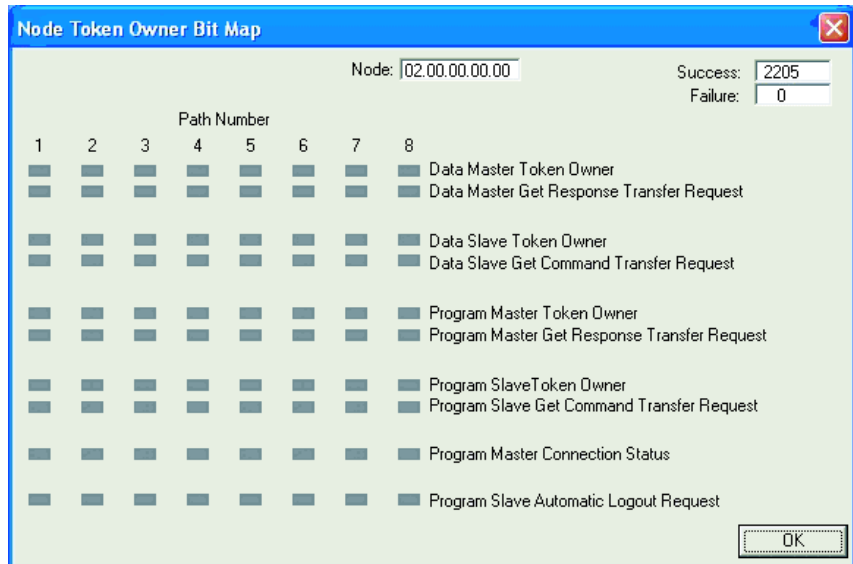 Node Token Owner Bit Map
Node: 02.00.00.00.00
Success: 2205
Failure: 0
Path Number
1 2 3 4 5 6 7 8
Data Master Token Owner
Data Master Get Response Transfer Request
Data Slave Token Owner
Data Slave Get Command Transfer Request
Program Master Token Owner
Program Master Get Response Transfer Request
Program SlaveToken Owner
Program Slave Get Command Transfer Request
Program Master Connection Status
Program Slave Automatic Logout Request
OK